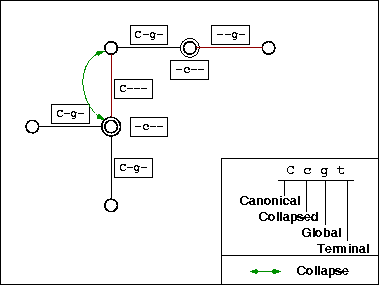 C-g- --g-
-c--
C---
C-g- -c--
C-g-
C c g t
Canonical
Collapsed
Global
Terminal
Collapse